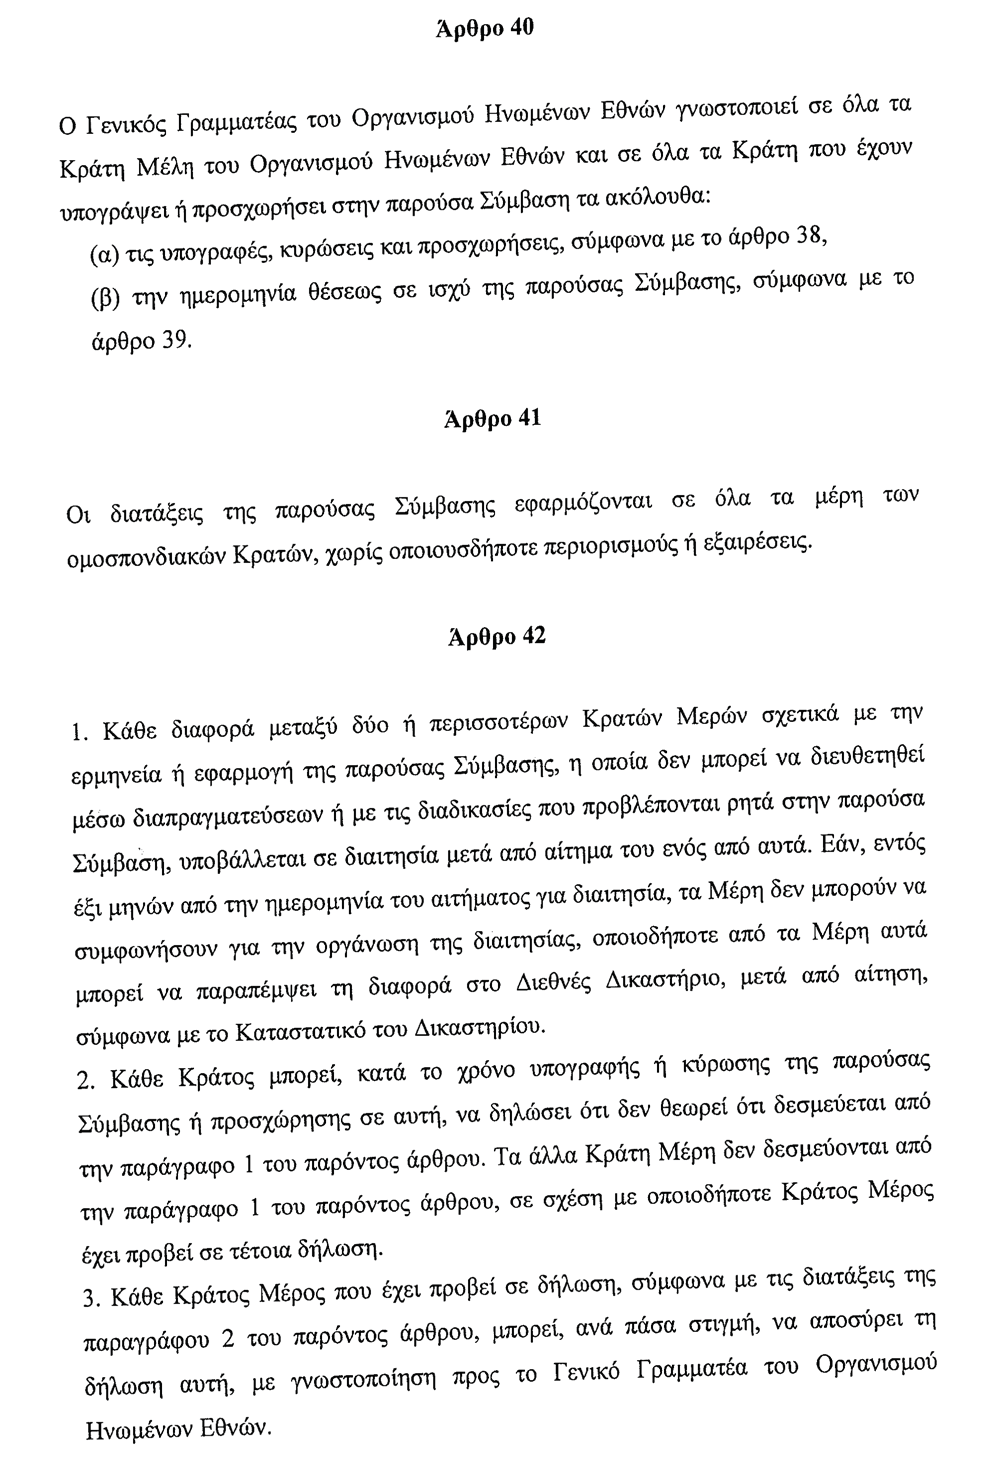 Άρθρο 40
Ο Γενικός Γραμματέας του Οργανισμού Ηνωμένων Εθνών γνωστοποιεί σε όλα τα
Κράτη Μέλη του Οργανισμού Ηνωμένων Εθνών και σε όλα τα Κράτη που έχουν
υπογράψει ή προσχωρήσει στην παρούσα Σύμβαση τα ακόλουθα:
(α) τις υπογραφές, κυρώσεις και προσχωρήσεις, σύμφωνα με το άρθρο 38,
(β) την ημερομηνία θέσεως σε ισχύ της παρούσας Σύμβασης, σύμφωνα με το
άρθρο 39.
Άρθρο 41
Οι διατάξεις της παρούσας Σύμβασης εφαρμόζονται σε όλα τα μέρη των
ομοσπονδιακών Κρατών, χωρίς οποιουσδήποτε περιορισμούς ή εξαιρέσεις.
Άρθρο 42
1. Κάθε διαφορά μεταξύ δύο ή περισσοτέρων Κρατών Μερών σχετικά με την
ερμηνεία ή εφαρμογή της παρούσας Σύμβασης, η οποία δεν μπορεί να διευθετηθεί
μέσω διαπραγματεύσεων ή με τις διαδικασίες που προβλέπονται ρητά στην παρούσα
Σύμβαση, υποβάλλεται σε διαιτησία μετά από αίτημα του ενός από αυτά. Εάν, εντός
έξι μηνών από την ημερομηνία του αιτήματος για διαιτησία, τα Μέρη δεν μπορούν να
συμφωνήσουν για την οργάνωση της διαιτησίας, οποιοδήποτε από τα Μέρη αυτά
μπορεί να παραπέμψει τη διαφορά στο Διεθνές Δικαστήριο, μετά από αίτηση,
σύμφωνα με το Καταστατικό του Δικαστηρίου.
2. Κάθε Κράτος μπορεί, κατά το χρόνο υπογραφής ή κύρωσης της παρούσας
Σύμβασης ή προσχώρησης σε αυτή, να δηλώσει ότι δεν θεωρεί ότι δεσμεύεται από
την παράγραφο 1 του παρόντος άρθρου. Τα άλλα Κράτη Μέρη δεν δεσμεύονται από
την παράγραφο 1 του παρόντος άρθρου, σε σχέση με οποιοδήποτε Κράτος Μέρος
έχει προβεί σε τέτοια δήλωση.
3. Κάθε Κράτος Μέρος που έχει προβεί σε δήλωση, σύμφωνα με τις διατάξεις της
παραγράφου 2 του παρόντος άρθρου, μπορεί, ανά πάσα στιγμή, να αποσύρει τη
δήλωση αυτή, με γνωστοποίηση προς το Γενικό Γραμματέα του Οργανισμού
Ηνωμένων Εθνών.